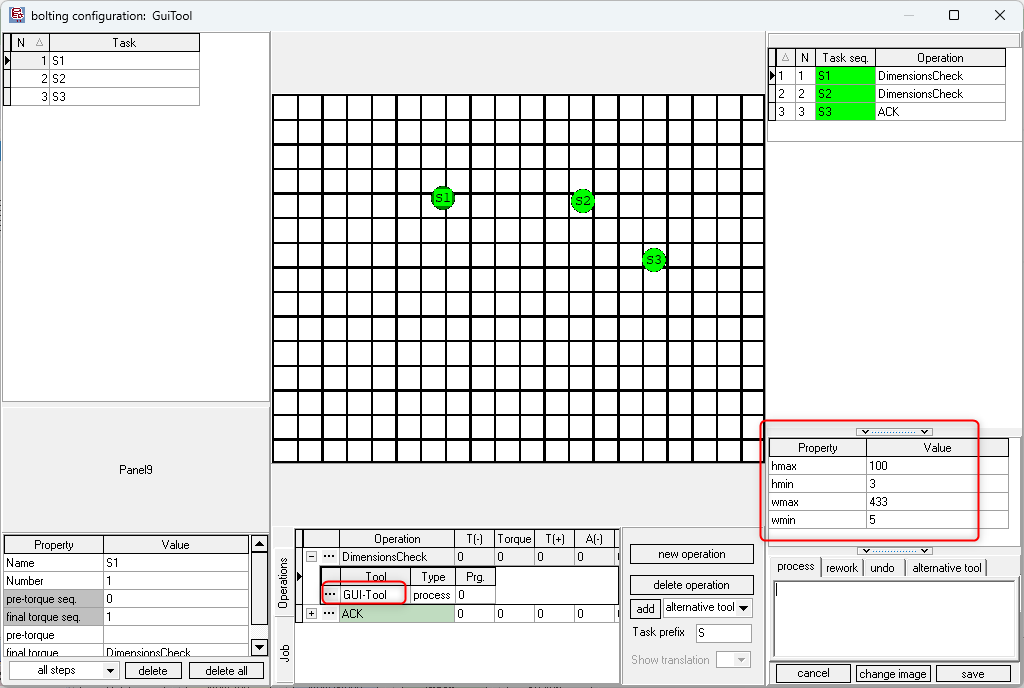 bolting configuration: GuiTool
N Task
1 S1
2 S2
3 S3
N Task seq. Operation
1 1 S1 DimensionsCheck
2 2 S2 DimensionsCheck
3 3 S3 ACK
S1
S2
S3
Property Value
hmax 100
hmin 3
wmax 433
wmin 5
Panel9
Property Value
Name S1
Number 1
pre-torque seq. 0
final torque seq. 1
pre-torque
final torque DimensionsCheck
all steps delete delete all
Operations
Job
Operation T(-) Torque T(+) A(-)
DimensionsCheck 0 0 0 0
Tool Type Prg.
GUI-Tool process 0
ACK 0 0 0 0
new operation
delete operation
add alternative tool
Task prefix S
Show translation
process rework undo alternative tool
cancel change image save